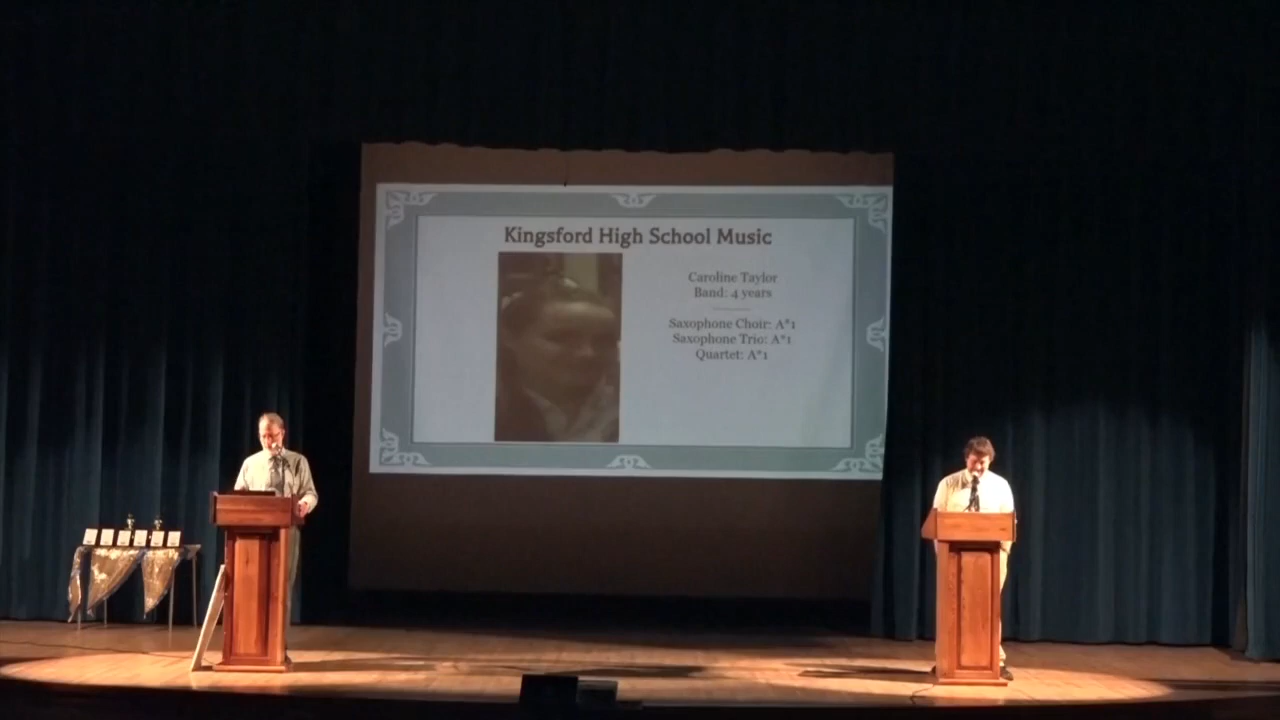 Kingsford High School Music
Caroline Taylor
Band: 4 years
Saxophone Choir: A*1
Saxophone Trio: A*1
Quartet: A*1